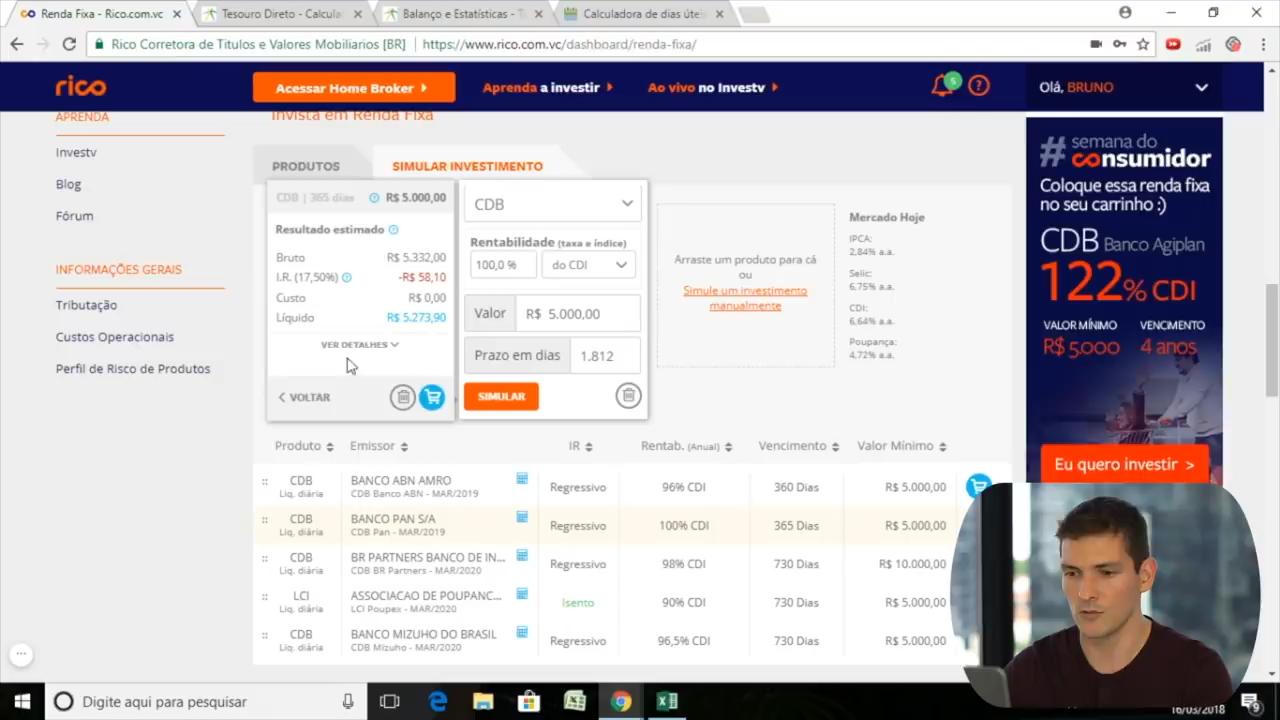 Renda Fixa - Rico.com.vc
Tesouro Direto - Calcula
Balanço e Estatísticas - T
Calculadora de dias útei
Rico Corretora de Titulos e Valores Mobiliarios [BR]
https://www.rico.com.vc/dashboard/renda-fixa/
rico
Acessar Home Broker
Aprenda a investir
Ao vivo no Investv
5
?
Olá, BRUNO
APRENDA
Investv
Blog
Fórum
INFORMAÇÕES GERAIS
Tributação
Custos Operacionais
Perfil de Risco de Produtos
Invista em Renda Fixa
PRODUTOS
SIMULAR INVESTIMENTO
CDB | 365 dias
R$ 5.000,00
Resultado estimado
Bruto R$ 5.332,00
I.R. (17,50%) -R$ 58,10
Custo R$ 0,00
Líquido R$ 5.273,90
VER DETALHES
VOLTAR
CDB
Rentabilidade (taxa e índice)
100,0 % do CDI
Valor R$ 5.000,00
Prazo em dias 1.812
SIMULAR
Arraste um produto para cá
ou
Simule um investimento
manualmente
Mercado Hoje
IPCA:
2,84% a.a.
Selic:
6,75% a.a.
CDI:
6,64% a.a.
Poupança:
4,72% a.a.
Produto Emissor IR Rentab. (Anual) Vencimento Valor Mínimo
CDB BANCO ABN AMRO Regressivo 96% CDI 360 Dias R$ 5.000,00
Liq. diária CDB Banco ABN - MAR/2019
CDB BANCO PAN S/A Regressivo 100% CDI 365 Dias R$ 5.000,00
Liq. diária CDB Pan - MAR/2019
CDB BR PARTNERS BANCO DE IN... Regressivo 98% CDI 730 Dias R$ 10.000,00
Liq. diária CDB BR Partners - MAR/2020
LCI ASSOCIACAO DE POUPANC... Isento 90% CDI 730 Dias R$ 5.000,00
Liq. diária LCI Poupex - MAR/2020
CDB BANCO MIZUHO DO BRASIL Regressivo 96,5% CDI 730 Dias R$ 5.000,00
Liq. diária CDB Mizuho - MAR/2020
# semana do
consumidor
Coloque essa renda fixa
no seu carrinho :)
CDB Banco Agiplan
122% CDI
VALOR MÍNIMO VENCIMENTO
R$ 5.000 4 anos
Eu quero investir >
Digite aqui para pesquisar
16/03/2018
9